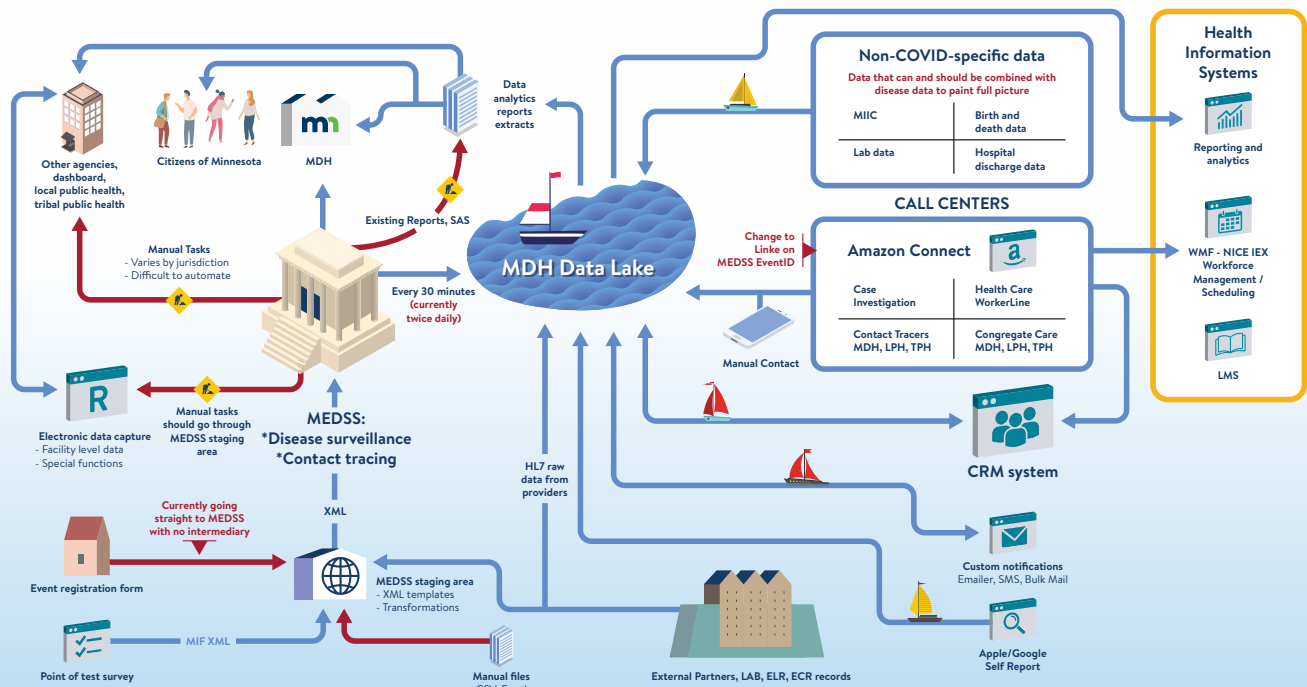 Non-COVID-specific data
Data that can and should be combined with
disease data to paint full picture
MIIC
Birth and
death data
Lab data
Hospital
discharge data
Health
Information
Systems
Reporting and
analytics
WMF - NICE IEX
Workforce
Management /
Scheduling
LMS
Data
analytics
reports
extracts
mn
Other agencies,
dashboard,
local public health,
tribal public health
Citizens of Minnesota
MDH
Existing Reports, SAS
Manual Tasks
- Varies by jurisdiction
- Difficult to automate
MDH Data Lake
Every 30 minutes
(currently
twice daily)
CALL CENTERS
Change to
Linke on
MEDSS EventID
Amazon Connect
a
Case
Investigation
Health Care
WorkerLine
Contact Tracers
MDH, LPH, TPH
Congregate Care
MDH, LPH, TPH
Manual Contact
R
Electronic data capture
- Facility level data
- Special functions
Manual tasks
should go through
MEDSS staging
area
MEDSS:
*Disease surveillance
*Contact tracing
CRM system
HL7 raw
data from
providers
XML
Currently going
straight to MEDSS
with no intermediary
Event registration form
MEDSS staging area
- XML templates
- Transformations
Custom notifications
Emailer, SMS, Bulk Mail
MIF XML
Point of test survey
Manual files
External Partners, LAB, ELR, ECR records
Apple/Google
Self Report